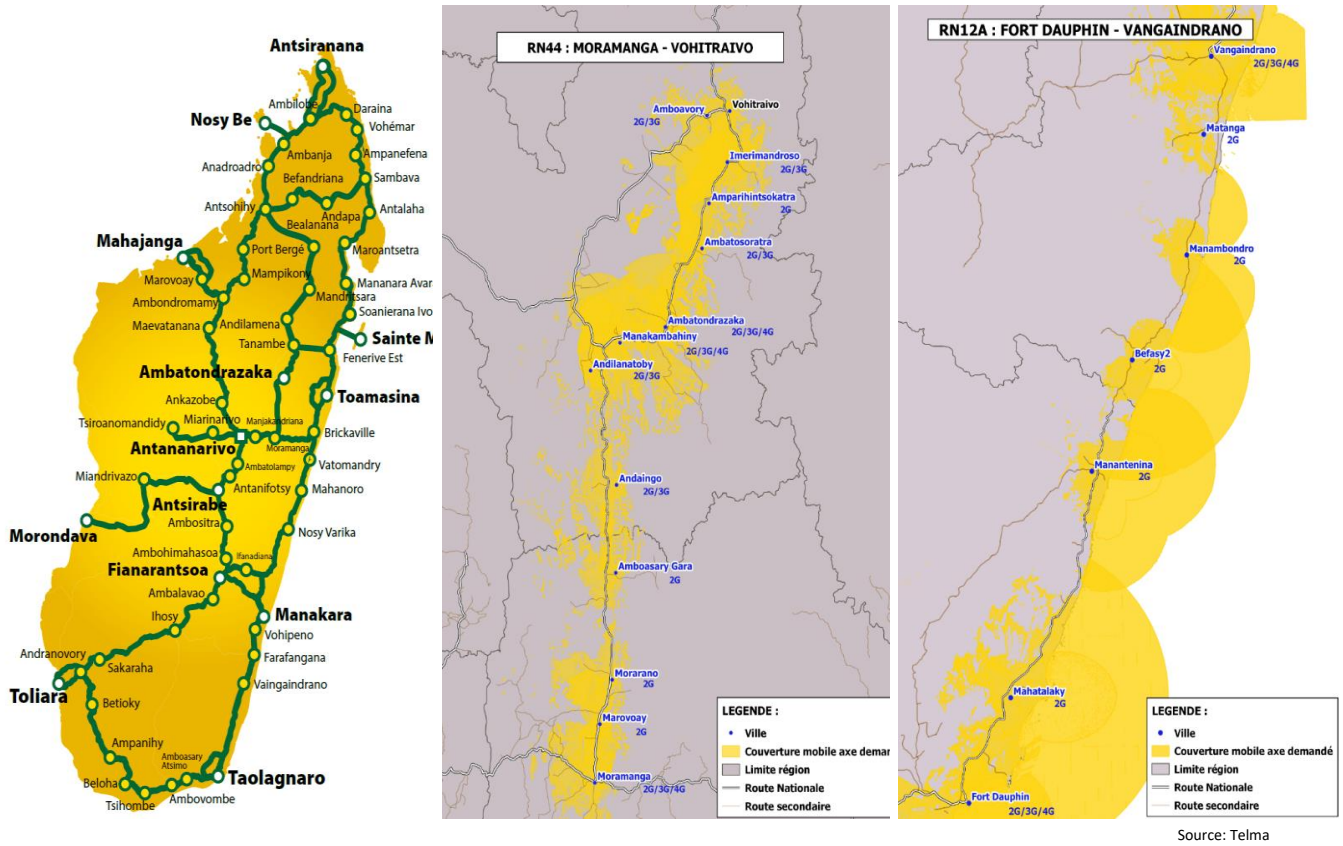 Antsiranana
Ambilobe
Daraina
Nosy Be
Vohémar
Ambanja
Ampanefena
Anadroadro
Befandriana
Sambava
Antsohihy
Andapa
Antalaha
Bealanana
Mahajanga
Port Bergé
Maroantsetra
Marovoay
Mampikony
Mananara Avar
Ambondromamy
Mandritsara
Soanierana Ivo
Maevatanana
Andilamena
Sainte M
Tanambe
Fenerive Est
Ambatondrazaka
Toamasina
Ankazobe
Tsiroanomandidy
Miarinarivo
Manjakandriana
Brickaville
Antananarivo
Moramanga
Vatomandry
Ambatolampy
Miandrivazo
Antanifotsy
Mahanoro
Antsirabe
Ambositra
Morondava
Nosy Varika
Ambohimahasoa
Ifanadiana
Fianarantsoa
Ambalavao
Manakara
Ihosy
Vohipeno
Andranovory
Farafangana
Sakaraha
Toliara
Vaingaindrano
Betioky
Ampanihy
Amboasary
Atsimo
Taolagnaro
Beloha
Ambovombe
Tsihombe
RN44 : MORAMANGA - VOHITRAIVO
Vohitraivo
Amboavory
2G/3G
Imerimandroso
2G/3G
Amparihintsokatra
2G
Ambatosoratra
2G/3G
Ambatondrazaka
2G/3G/4G
Manakambahiny
2G/3G/4G
Andilanatoby
2G/3G
Andaingo
2G/3G
Amboasary Gara
2G
Morarano
2G
Marovoay
2G
Moramanga
2G/3G/4G
LEGENDE :
Ville
Couverture mobile axe demar
Limite région
Route Nationale
Route secondaire
RN12A : FORT DAUPHIN - VANGAINDRANO
Vangaindrano
2G/3G/4G
Matanga
2G
Manambondro
2G
Befasy2
2G
Manantenina
2G
Mahatalaky
2G
Fort Dauphin
2G/3G/4G
LEGENDE :
Ville
Couverture mobile axe demandé
Limite région
Route Nationale
Route secondaire
Source: Telma